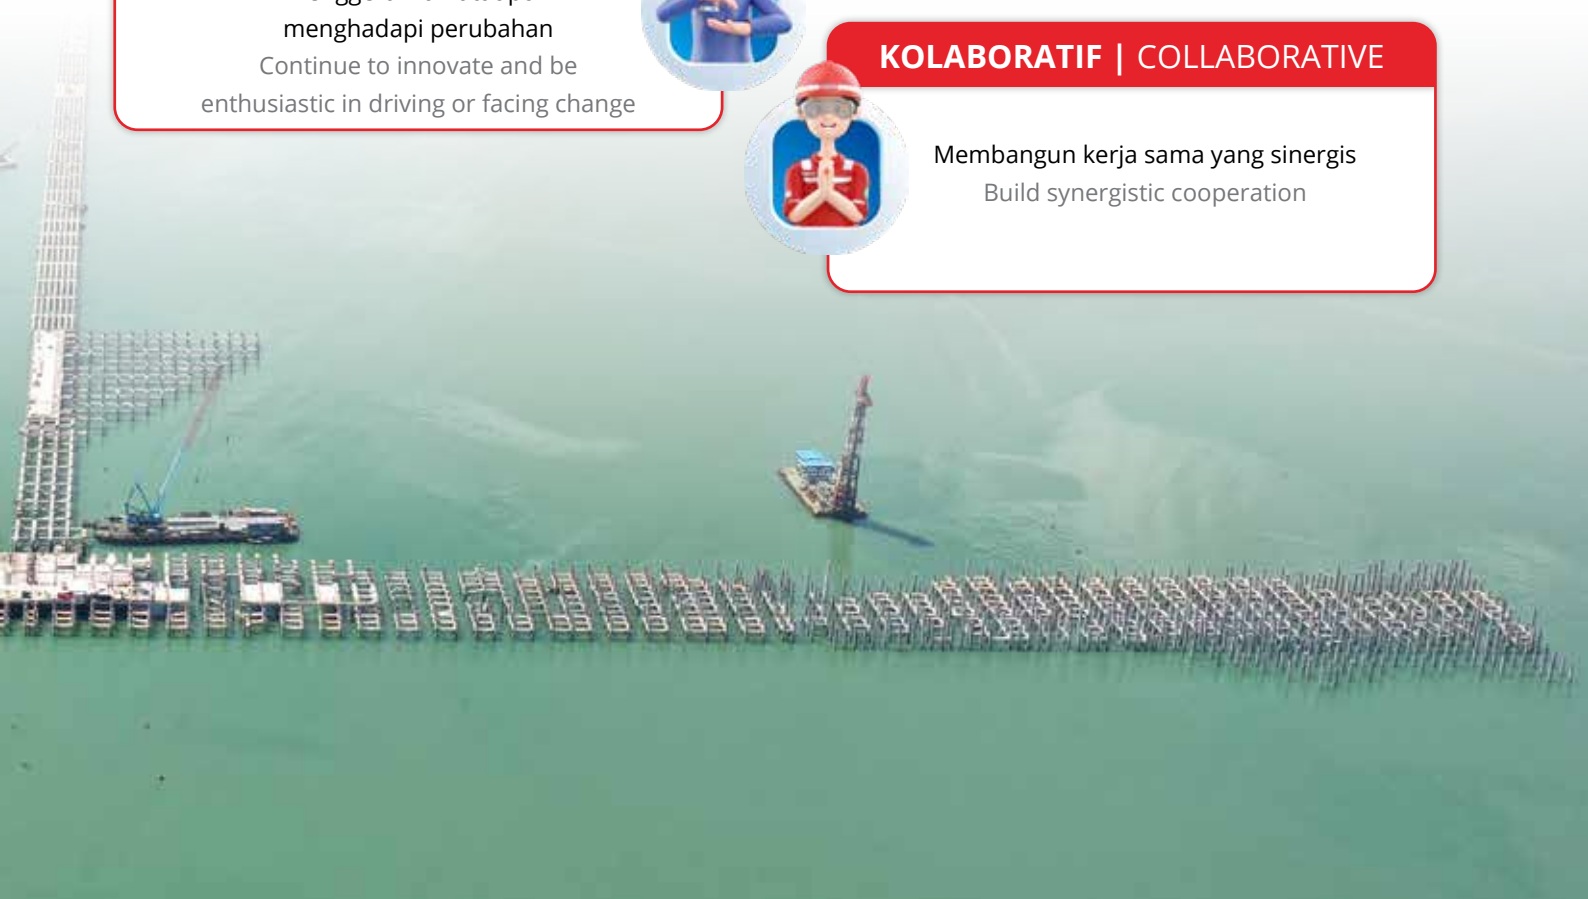 menghadapi perubahan
Continue to innovate and be
enthusiastic in driving or facing change
KOLABORATIF | COLLABORATIVE
Membangun kerja sama yang sinergis
Build synergistic cooperation